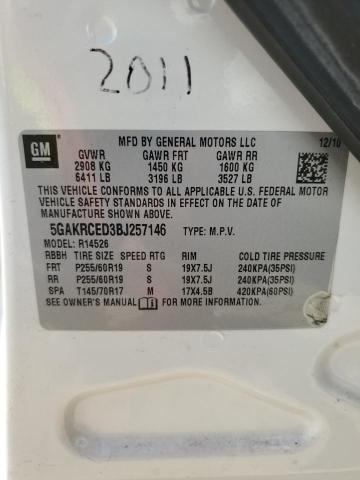 2011
GM
MFD BY GENERAL MOTORS LLC 12/10
GVWR GAWR FRT GAWR RR
2908 KG 1450 KG 1600 KG
6411 LB 3196 LB 3527 LB
THIS VEHICLE CONFORMS TO ALL APPLICABLE U.S. FEDERAL MOTOR
VEHICLE SAFETY STANDARDS IN EFFECT ON THE DATE OF
MANUFACTURE SHOWN ABOVE.
5GAKRCED3BJ257146 TYPE: M.P.V.
MODEL: R14526
RBBH TIRE SIZE SPEED RTG RIM COLD TIRE PRESSURE
FRT P255/60R19 S 19X7.5J 240KPA(35PSI)
RR P255/60R19 S 19X7.5J 240KPA(35PSI)
SPA T145/70R17 M 17X4.5B 420KPA(60PSI)
SEE OWNER'S MANUAL FOR MORE INFORMATION.